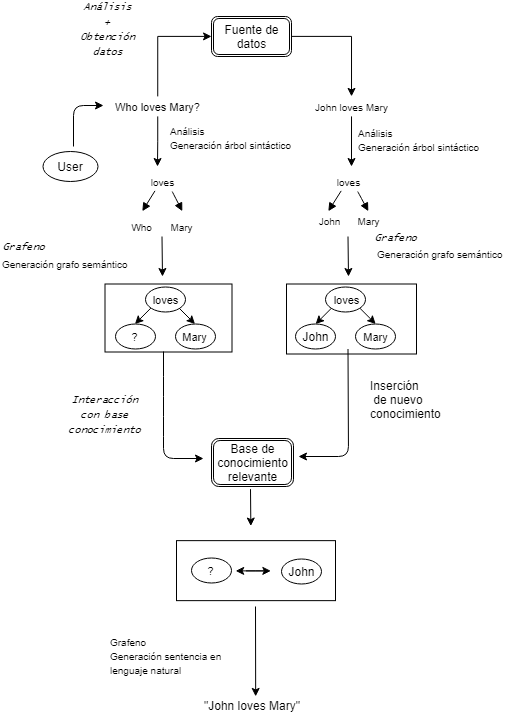 Análisis
+
Obtención
datos
Fuente de
datos
Who loves Mary?
John loves Mary
User
Análisis
Generación árbol sintáctico
Análisis
Generación árbol sintáctico
loves
loves
Who
Mary
John
Mary
Grafeno
Generación grafo semántico
Grafeno
Generación grafo semántico
loves
?
Mary
loves
John
Mary
Interacción
con base
conocimiento
Inserción
de nuevo
conocimiento
Base de
conocimiento
relevante
?
John
Grafeno
Generación sentencia en
lenguaje natural
"John loves Mary"